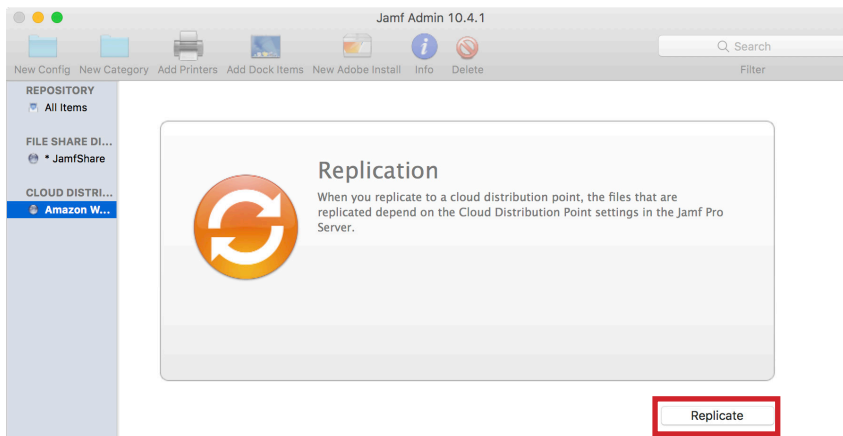 Jamf Admin 10.4.1
New Config New Category Add Printers Add Dock Items New Adobe Install Info Delete
Search
Filter
REPOSITORY
All Items
FILE SHARE DI...
* JamfShare
CLOUD DISTRI...
Amazon W...
Replication
When you replicate to a cloud distribution point, the files that are
replicated depend on the Cloud Distribution Point settings in the Jamf Pro
Server.
Replicate